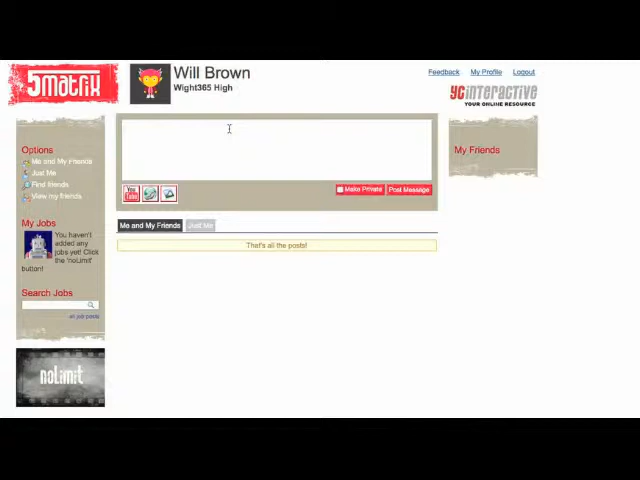 5matrix
Will Brown
Wight365 High
Feedback
My Profile
Logout
ycinteractive
YOUR ONLINE RESOURCE
Options
Me and My Friends
Just Me
Find friends
View my friends
My Jobs
You haven't
added any
jobs yet! Click
the 'noLimit'
button!
Search Jobs
all job posts
noLimit
You
Tube
Make Private
Post Message
Me and My Friends
Just Me
That's all the posts!
My Friends